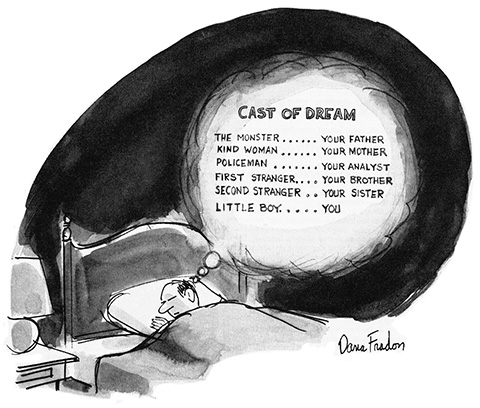 CAST OF DREAM
THE MONSTER...... YOUR FATHER
KIND WOMAN ...... YOUR MOTHER
POLICEMAN ....... YOUR ANALYST
FIRST STRANGER... YOUR BROTHER
SECOND STRANGER .. YOUR SISTER
LITTLE BOY..... YOU
Dana Fradon